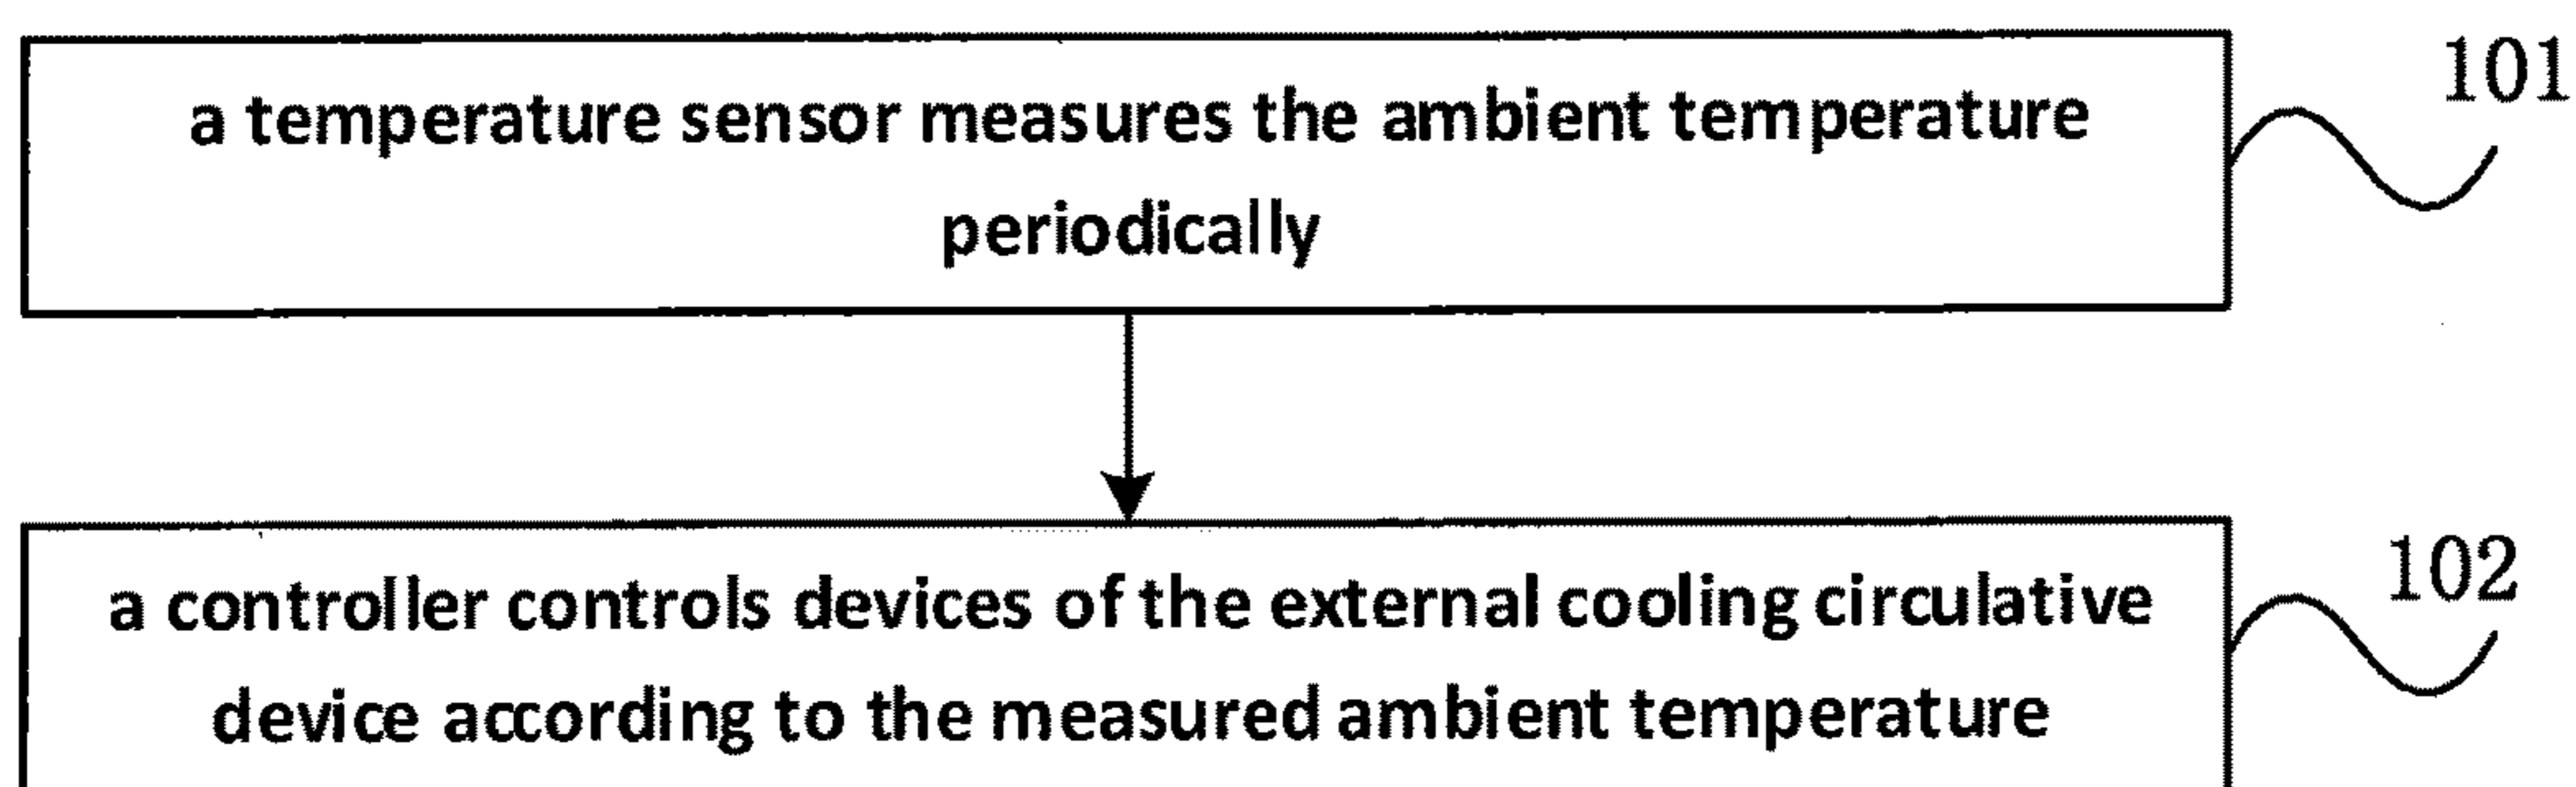 a temperature sensor measures the ambient temperature
periodically
101
a controller controls devices of the external cooling circulative
device according to the measured ambient temperature
102